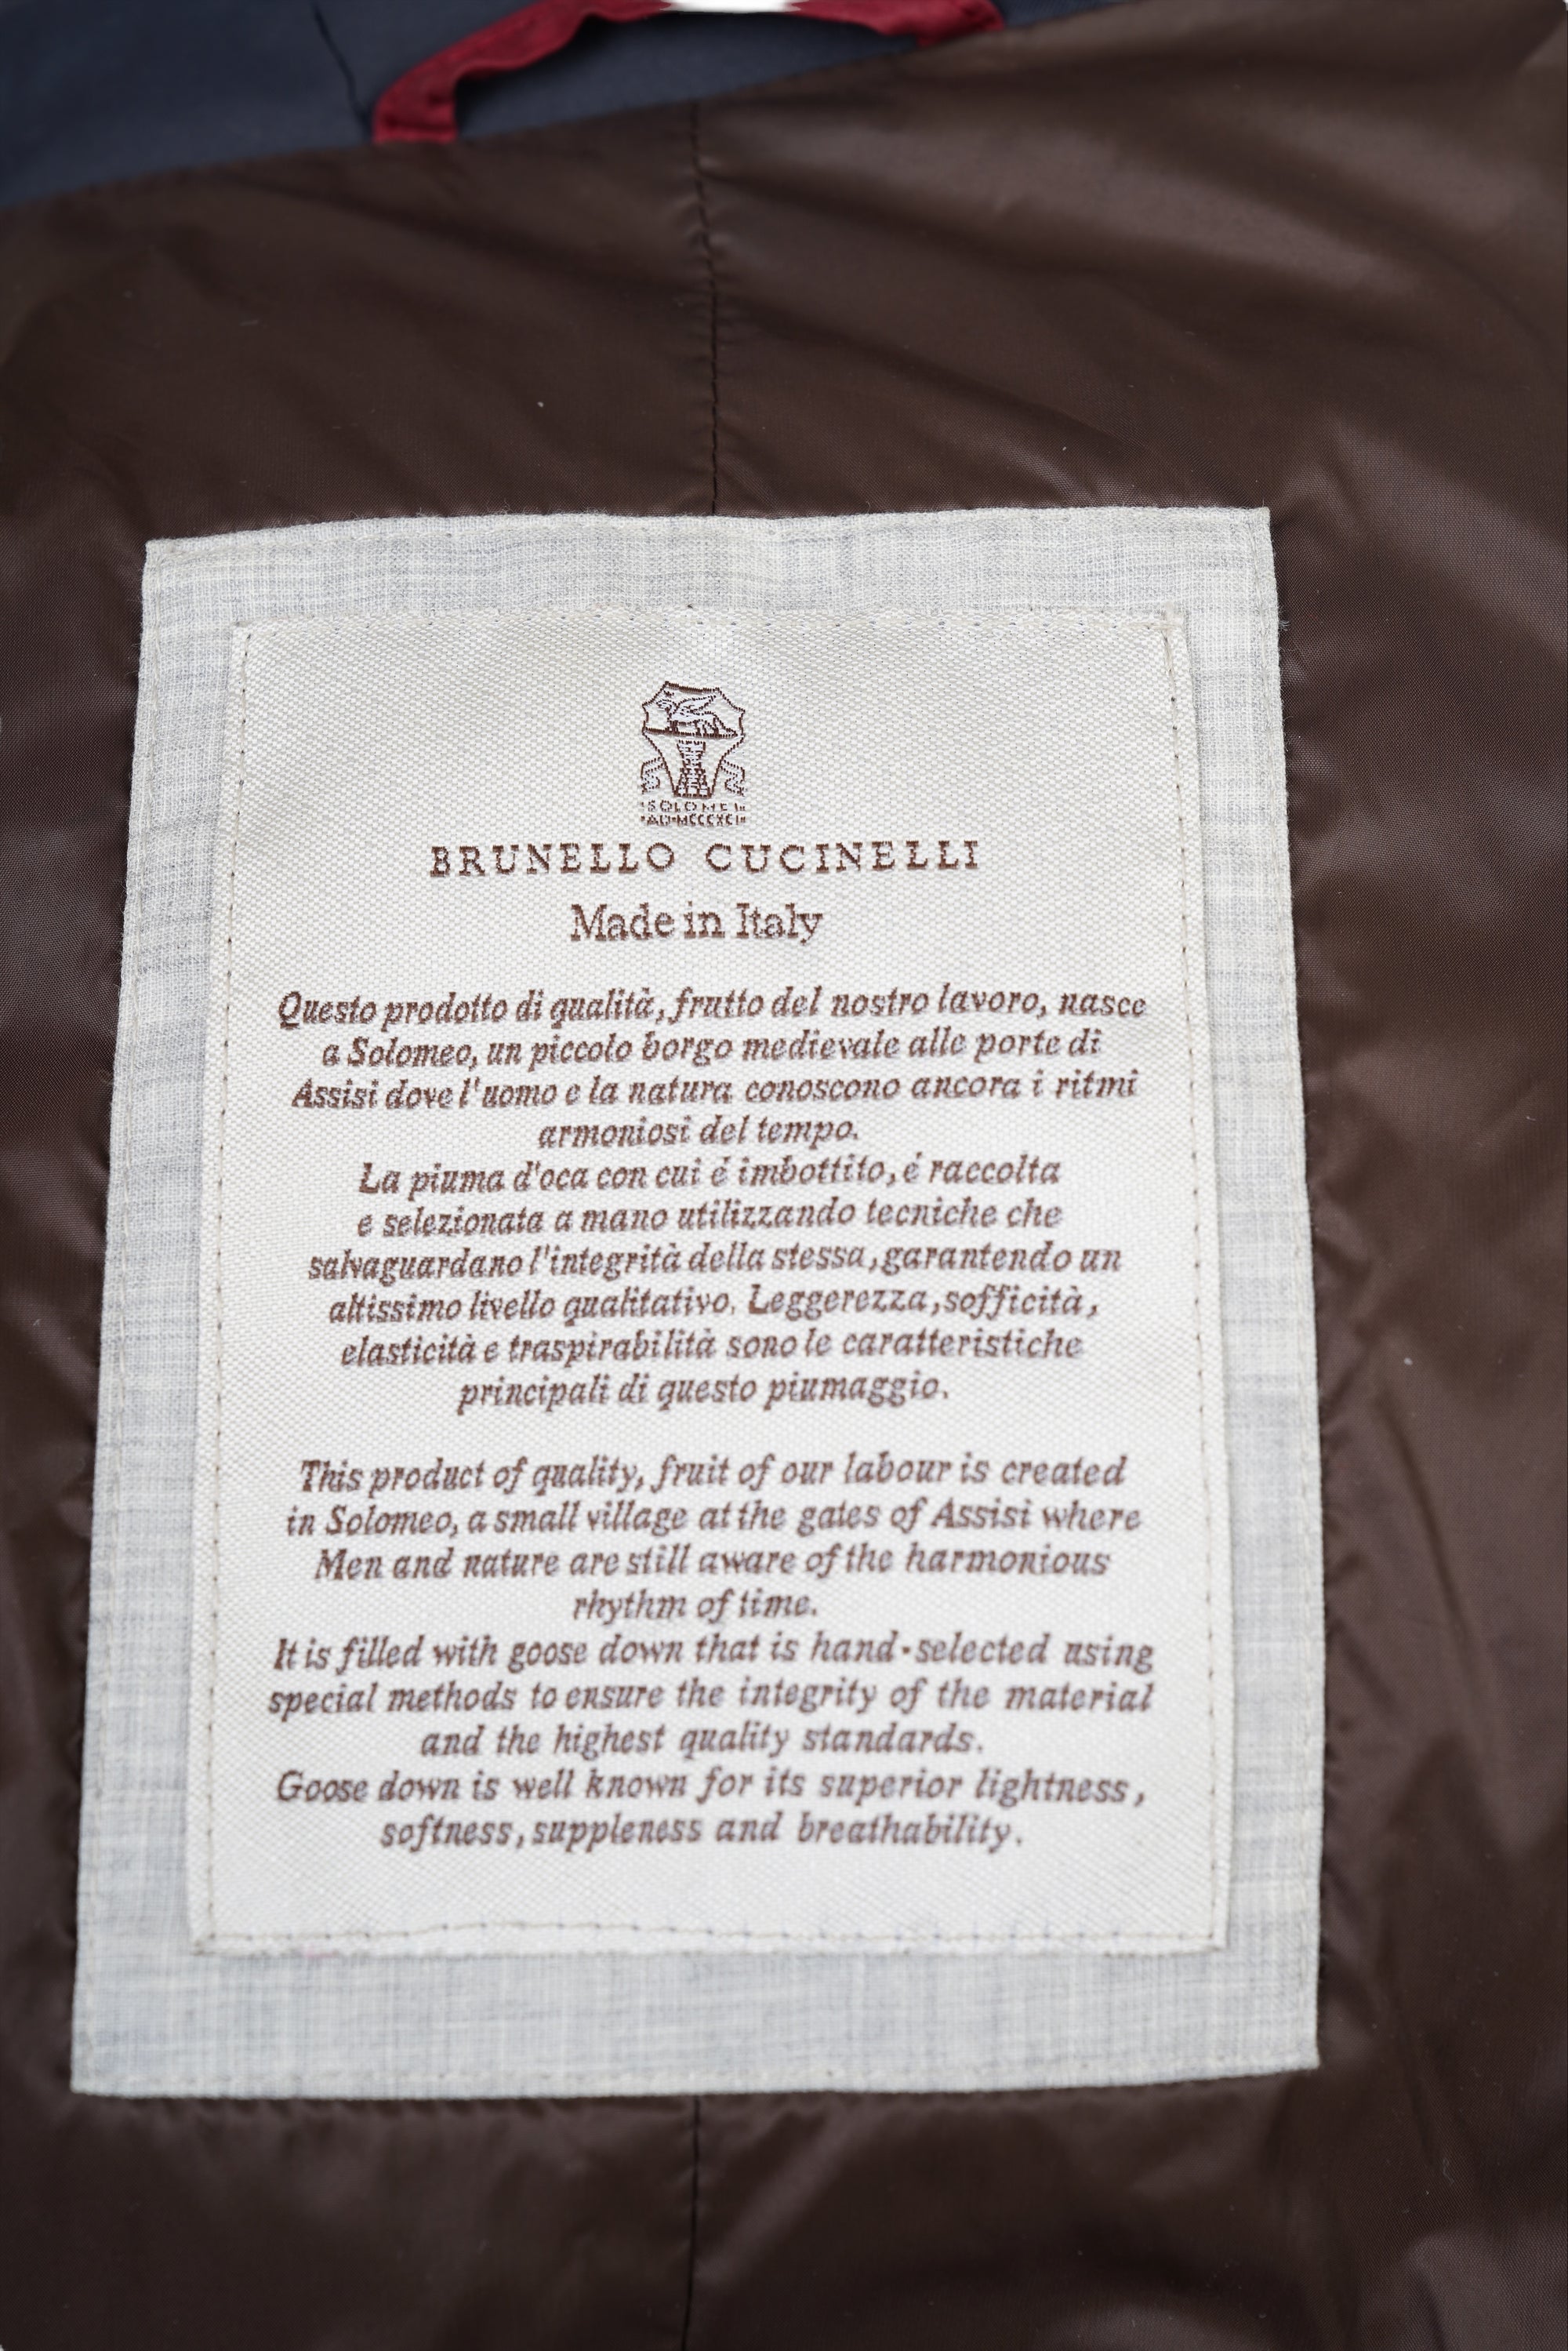 SOLOMEI
AD·MCCCXCI
BRUNELLO CUCINELLI
Made in Italy
Questo prodotto di qualità, frutto del nostro lavoro, nasce
a Solomeo, un piccolo borgo medievale alle porte di
Assisi dove l'uomo e la natura conoscono ancora i ritmi
armoniosi del tempo.
La piuma d'oca con cui é imbottito, é raccolta
e selezionata a mano utilizzando tecniche che
salvaguardano l'integrità della stessa, garantendo un
altissimo livello qualitativo. Leggerezza, sofficità,
elasticità e traspirabilità sono le caratteristiche
principali di questo piumaggio.
This product of quality, fruit of our labour is created
in Solomeo, a small village at the gates of Assisi where
Men and nature are still aware of the harmonious
rhythm of time.
It is filled with goose down that is hand-selected using
special methods to ensure the integrity of the material
and the highest quality standards.
Goose down is well known for its superior lightness,
softness, suppleness and breathability.